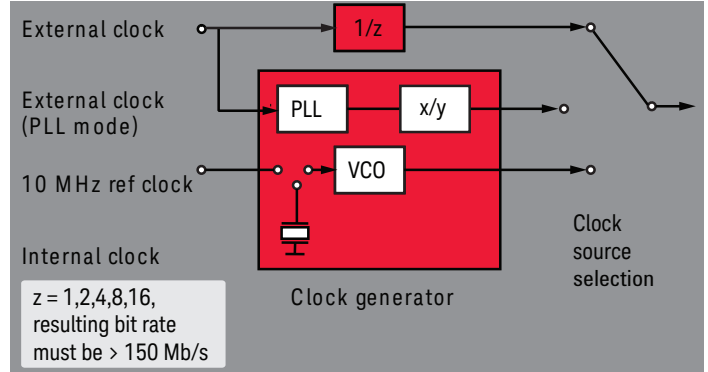 External clock
1/z
External clock
(PLL mode)
PLL
x/y
10 MHz ref clock
VCO
Internal clock
Clock
source
selection
Clock generator
z = 1,2,4,8,16,
resulting bit rate
must be > 150 Mb/s